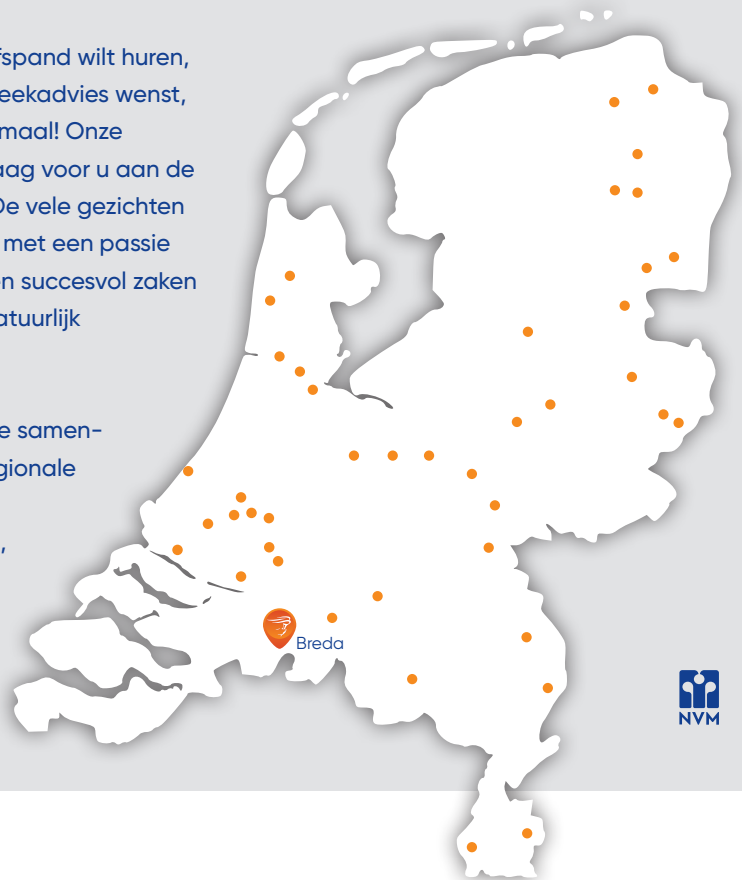 fspand wilt huren,
eekadvies wenst,
maal! Onze
aag voor u aan de
De vele gezichten
met een passie
en succesvol zaken
atuurlijk
e samen-
gionale
,
Breda
NVM